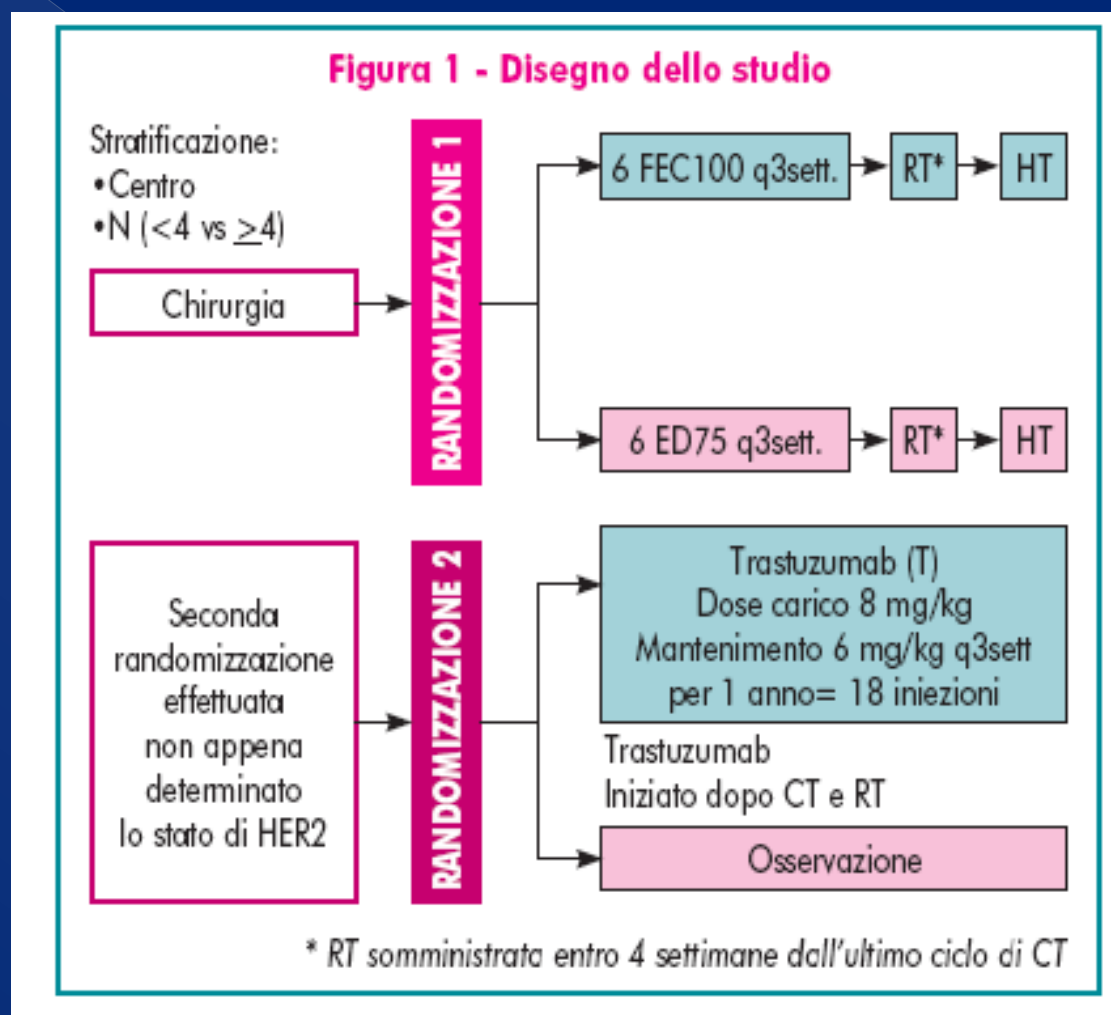 Figura 1 - Disegno dello studio
Stratificazione:
•Centro
•N (<4 vs ≥4)
Chirurgia
RANDOMIZZAZIONE 1
6 FEC100 q3sett.
RT*
HT
6 ED75 q3sett.
RT*
HT
Seconda
randomizzazione
effettuata
non appena
determinato
lo stato di HER2
RANDOMIZZAZIONE 2
Trastuzumab (T)
Dose carico 8 mg/kg
Mantenimento 6 mg/kg q3sett
per 1 anno= 18 iniezioni
Trastuzumab
Iniziato dopo CT e RT
Osservazione
* RT somministrata entro 4 settimane dall'ultimo ciclo di CT